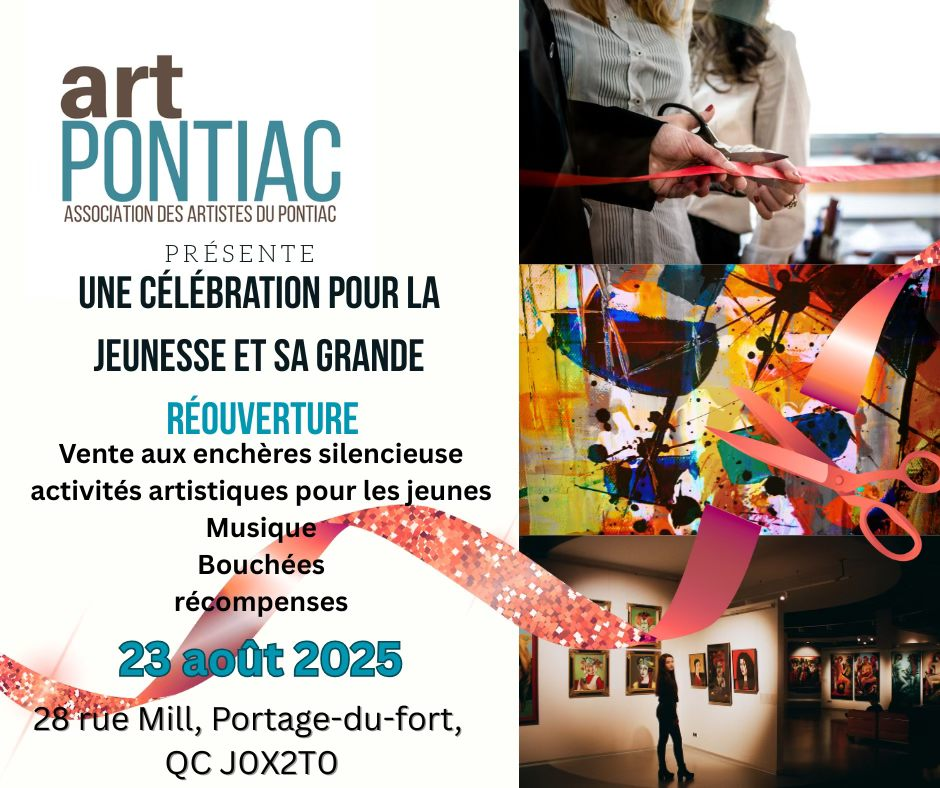 art
PONTIAC
ASSOCIATION DES ARTISTES DU PONTIAC
PRÉSENTE
UNE CÉLÉBRATION POUR LA
JEUNESSE ET SA GRANDE
RÉOUVERTURE
Vente aux enchères silencieuse
activités artistiques pour les jeunes
Musique
Bouchées
récompenses
23 août 2025
28 rue Mill, Portage-du-fort,
QC J0X2T0